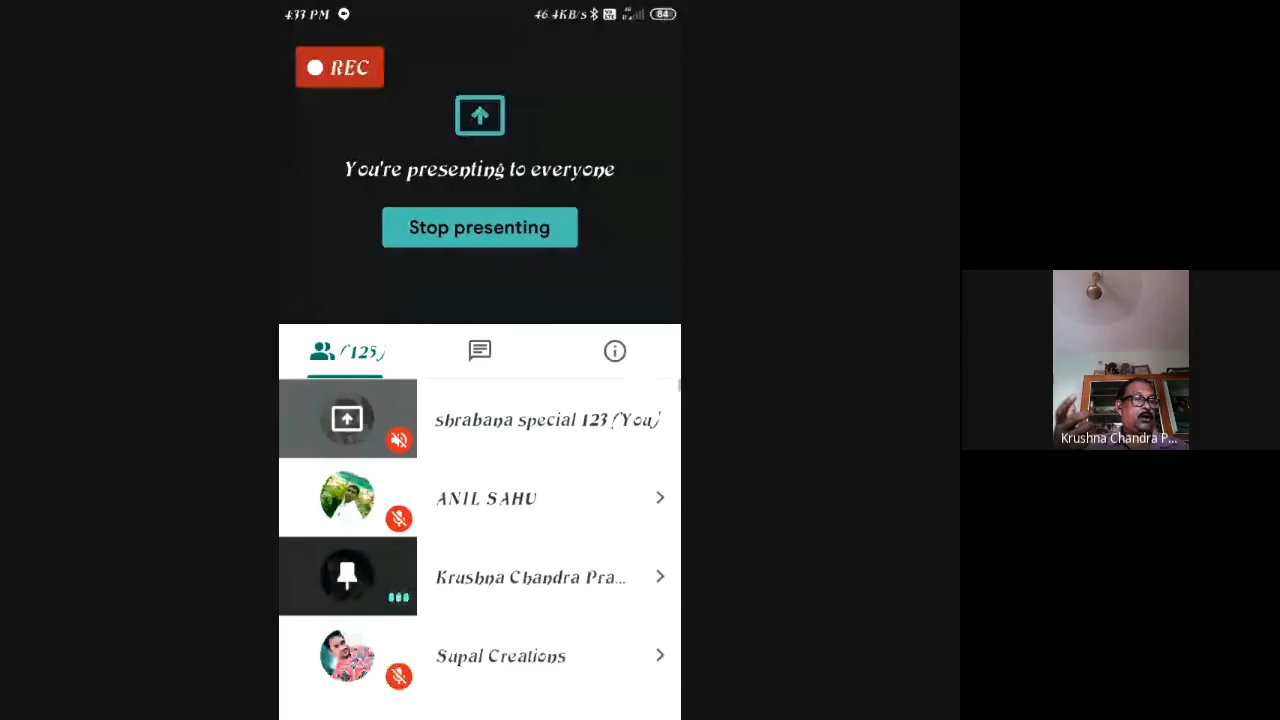 4:33 PM
46.4KB/s
84
REC
You're presenting to everyone
Stop presenting
(125)
shrabana special 123 (You)
ANIL SAHU
Krushna Chandra Pra...
Supal Creations
Krushna Chandra P...